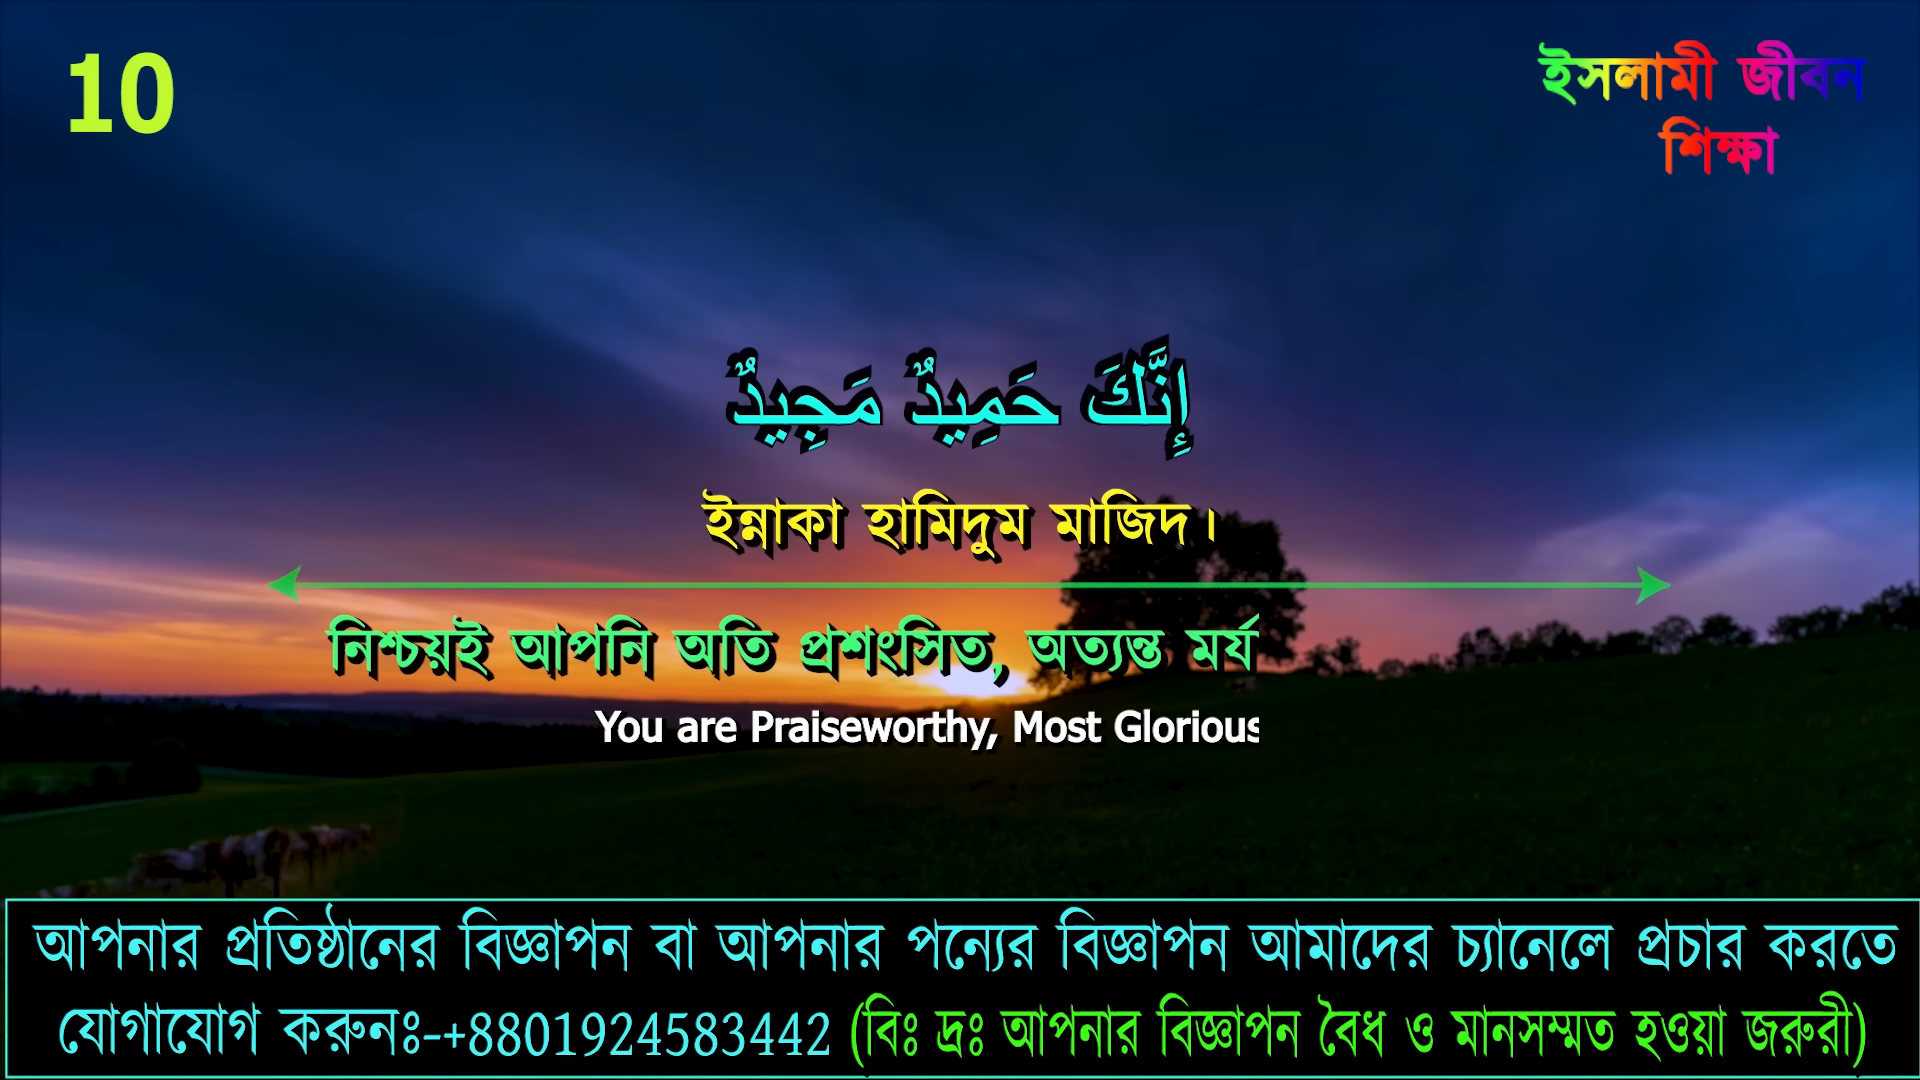 10
ইসলামী জীবন
শিক্ষা
إِنَّكَ حَمِيدٌ مَجِيدٌ
ইন্নাকা হামিদুম মাজিদ।
নিশ্চয়ই আপনি অতি প্রশংসিত, অত্যন্ত মর্য
You are Praiseworthy, Most Glorious
আপনার প্রতিষ্ঠানের বিজ্ঞাপন বা আপনার পন্যের বিজ্ঞাপন আমাদের চ্যানেলে প্রচার করতে
যোগাযোগ করুনঃ-+8801924583442 (বিঃ দ্রঃ আপনার বিজ্ঞাপন বৈধ ও মানসম্মত হওয়া জরুরী)